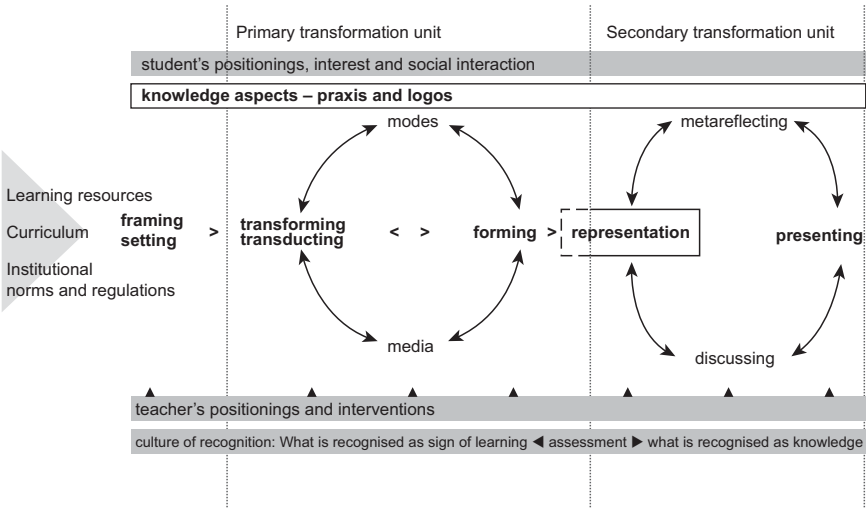 Primary transformation unit
Secondary transformation unit
student’s positionings, interest and social interaction
knowledge aspects – praxis and logos
modes
metareflecting
Learning resources
Curriculum
Institutional
norms and regulations
framing
setting
>
transforming
transducting
< >
forming
>
representation
presenting
media
discussing
teacher’s positionings and interventions
culture of recognition: What is recognised as sign of learning ◀ assessment ▶ what is recognised as knowledge